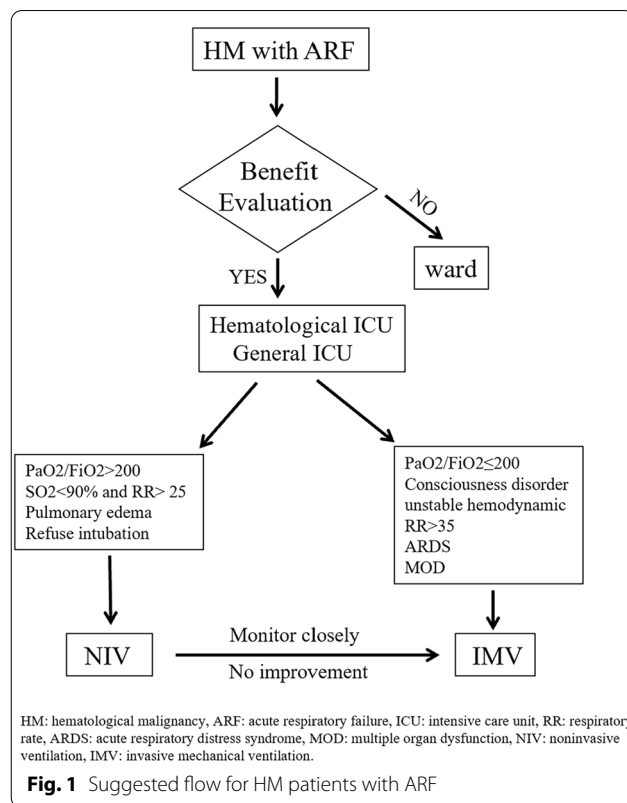 HM with ARF
Benefit
Evaluation
NO
ward
YES
Hematological ICU
General ICU
PaO2/FiO2>200
SO2<90% and RR> 25
Pulmonary edema
Refuse intubation
PaO2/FiO2≤200
Consciousness disorder
unstable hemodynamic
RR>35
ARDS
MOD
NIV
Monitor closely
No improvement
IMV
HM: hematological malignancy, ARF: acute respiratory failure, ICU: intensive care unit, RR: respiratory
rate, ARDS: acute respiratory distress syndrome, MOD: multiple organ dysfunction, NIV: noninvasive
ventilation, IMV: invasive mechanical ventilation.
Fig. 1 Suggested flow for HM patients with ARF